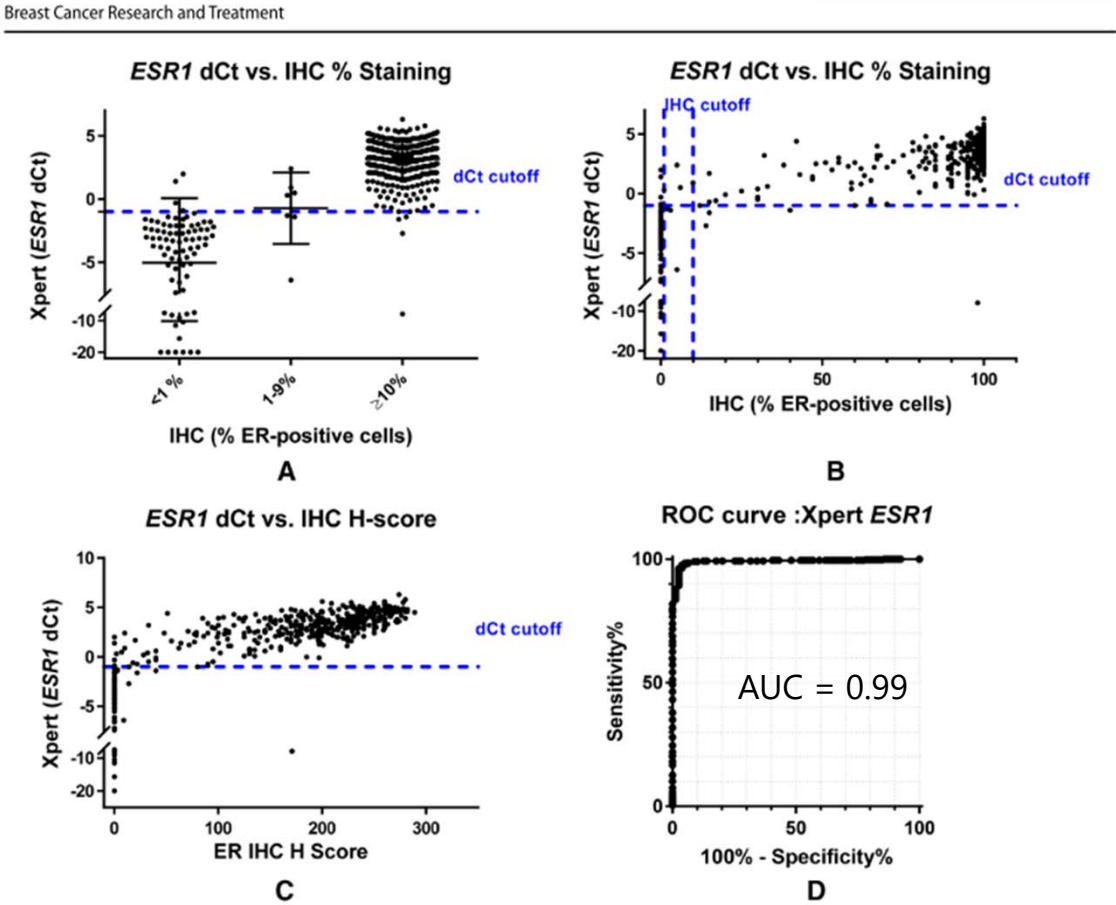 Breast Cancer Research and Treatment
ESR1 dCt vs. IHC % Staining
Xpert (ESR1 dCt)
5
0
-5
-10
-20
dCt cutoff
<1 %
1-9%
≥10%
IHC (% ER-positive cells)
A
ESR1 dCt vs. IHC % Staining
IHC cutoff
Xpert (ESR1 dCt)
5
0
-5
-10
-20
dCt cutoff
0 50 100
IHC (% ER-positive cells)
B
ESR1 dCt vs. IHC H-score
Xpert (ESR1 dCt)
10
5
0
-5
-10
-20
dCt cutoff
0 100 200 300
ER IHC H Score
C
ROC curve :Xpert ESR1
Sensitivity%
100
50
0
AUC = 0.99
0 50 100
100% - Specificity%
D